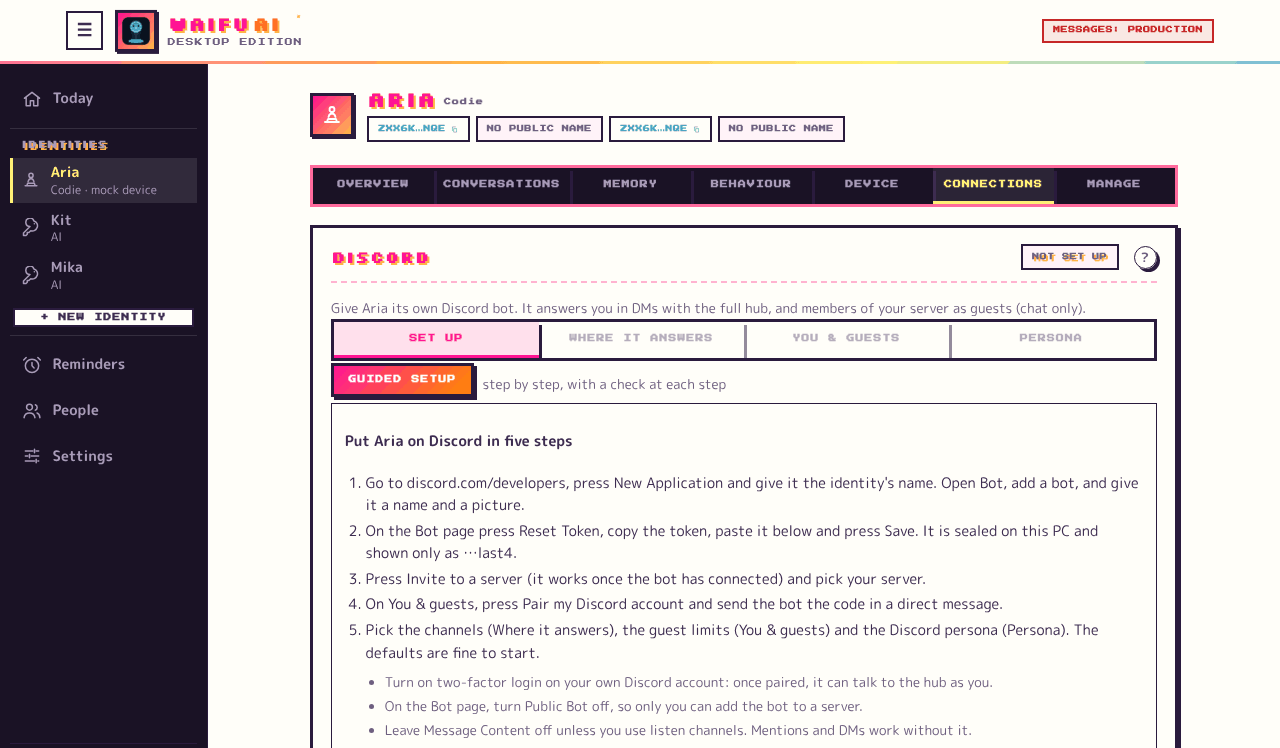 ☰
WAIFU AI
DESKTOP EDITION
MESSAGES: PRODUCTION
Today
IDENTITIES
Aria
Codie · mock device
Kit
AI
Mika
AI
+ NEW IDENTITY
Reminders
People
Settings
ARIA Codie
ZXX6K…NQE
NO PUBLIC NAME
ZXX6K…NQE
NO PUBLIC NAME
OVERVIEW
CONVERSATIONS
MEMORY
BEHAVIOUR
DEVICE
CONNECTIONS
MANAGE
DISCORD
NOT SET UP
?
Give Aria its own Discord bot. It answers you in DMs with the full hub, and members of your server as guests (chat only).
SET UP
WHERE IT ANSWERS
YOU & GUESTS
PERSONA
GUIDED SETUP
step by step, with a check at each step
Put Aria on Discord in five steps
1. Go to discord.com/developers, press New Application and give it the identity's name. Open Bot, add a bot, and give
it a name and a picture.
2. On the Bot page press Reset Token, copy the token, paste it below and press Save. It is sealed on this PC and
shown only as …last4.
3. Press Invite to a server (it works once the bot has connected) and pick your server.
4. On You & guests, press Pair my Discord account and send the bot the code in a direct message.
5. Pick the channels (Where it answers), the guest limits (You & guests) and the Discord persona (Persona). The
defaults are fine to start.
• Turn on two-factor login on your own Discord account: once paired, it can talk to the hub as you.
• On the Bot page, turn Public Bot off, so only you can add the bot to a server.
• Leave Message Content off unless you use listen channels. Mentions and DMs work without it.